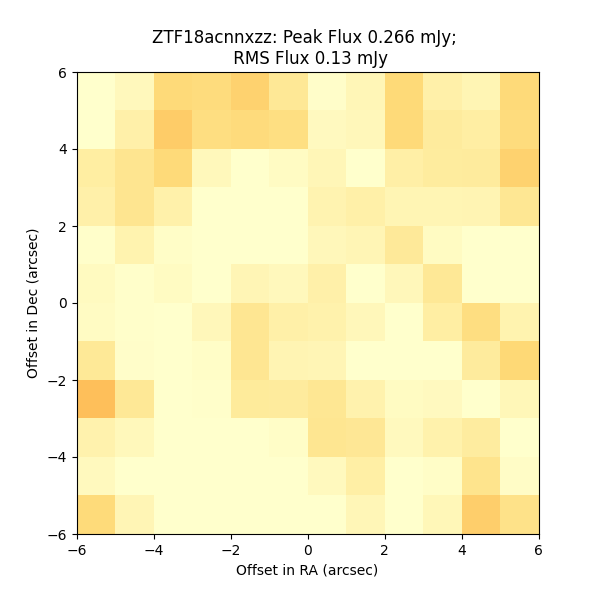 ZTF18acnnxzz: Peak Flux 0.266 mJy;
RMS Flux 0.13 mJy
6
4
2
0
−2
−4
−6
Offset in Dec (arcsec)
−6 −4 −2 0 2 4 6
Offset in RA (arcsec)